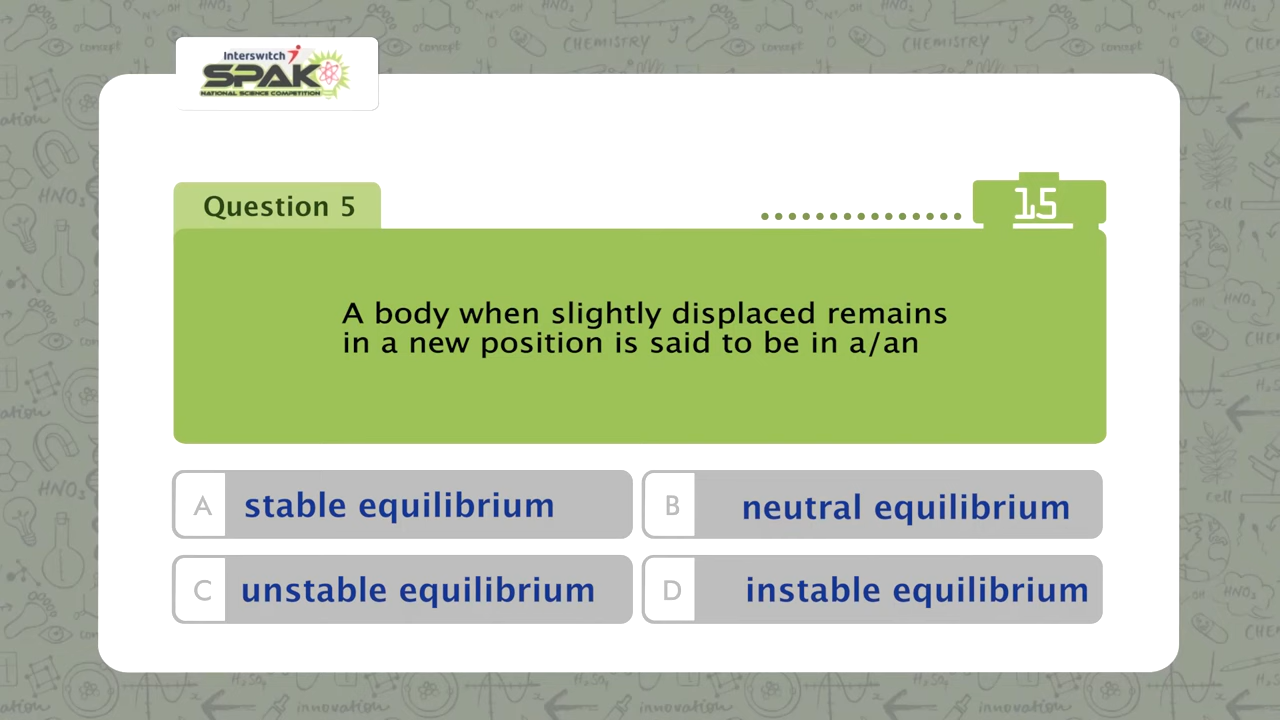 Interswitch
SPAK
NATIONAL SCIENCE COMPETITION
Question 5
15
A body when slightly displaced remains
in a new position is said to be in a/an
A stable equilibrium
B neutral equilibrium
C unstable equilibrium
D instable equilibrium